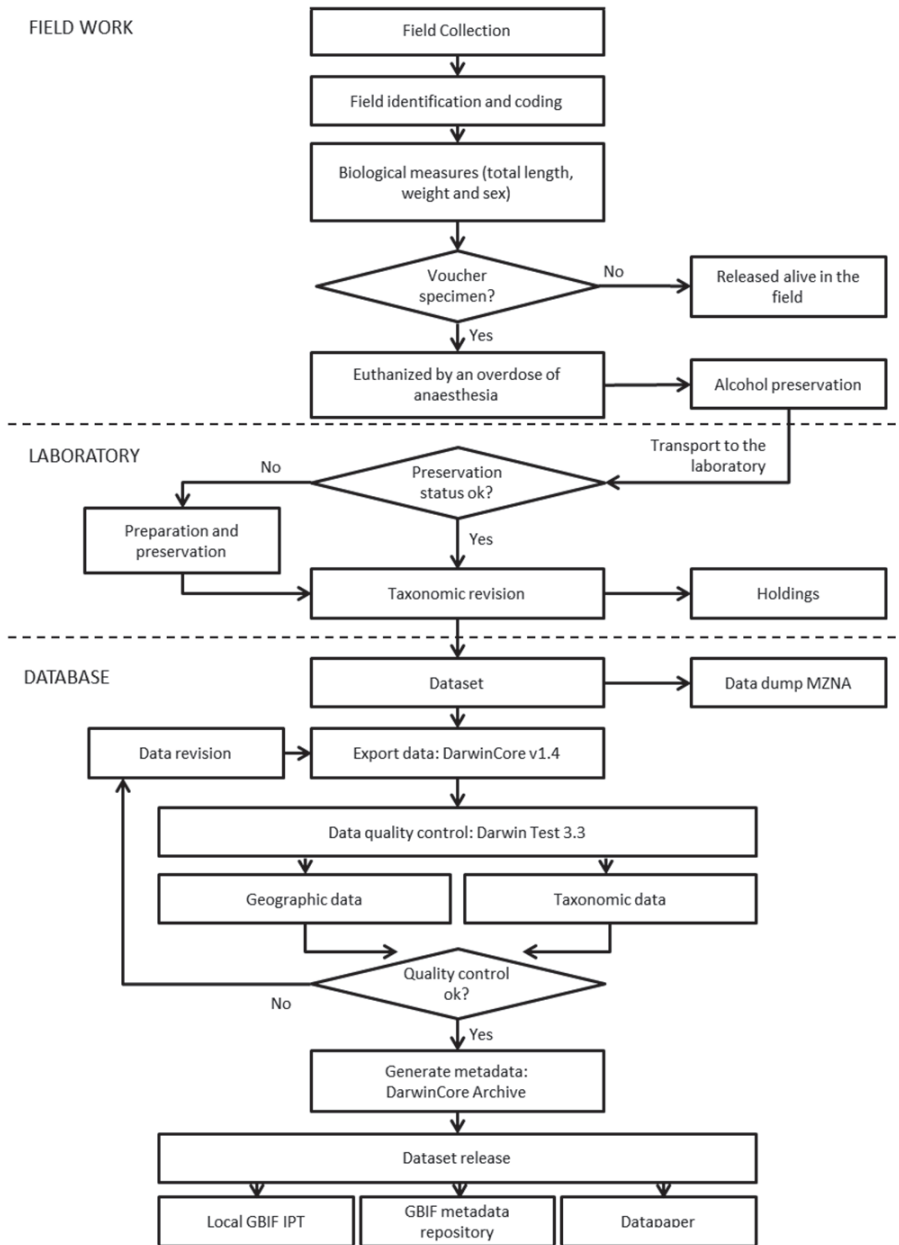 FIELD WORK
Field Collection
Field identification and coding
Biological measures (total length,
weight and sex)
Voucher
specimen?
No
Released alive in the
field
Yes
Euthanized by an overdose of
anaesthesia
Alcohol preservation
LABORATORY
Transport to the
laboratory
No
Preservation
status ok?
Preparation and
preservation
Yes
Taxonomic revision
Holdings
DATABASE
Dataset
Data dump MZNA
Data revision
Export data: DarwinCore v1.4
Data quality control: Darwin Test 3.3
Geographic data
Taxonomic data
Quality control
ok?
No
Yes
Generate metadata:
DarwinCore Archive
Dataset release
Local GBIF IPT
GBIF metadata
repository
Datapaper